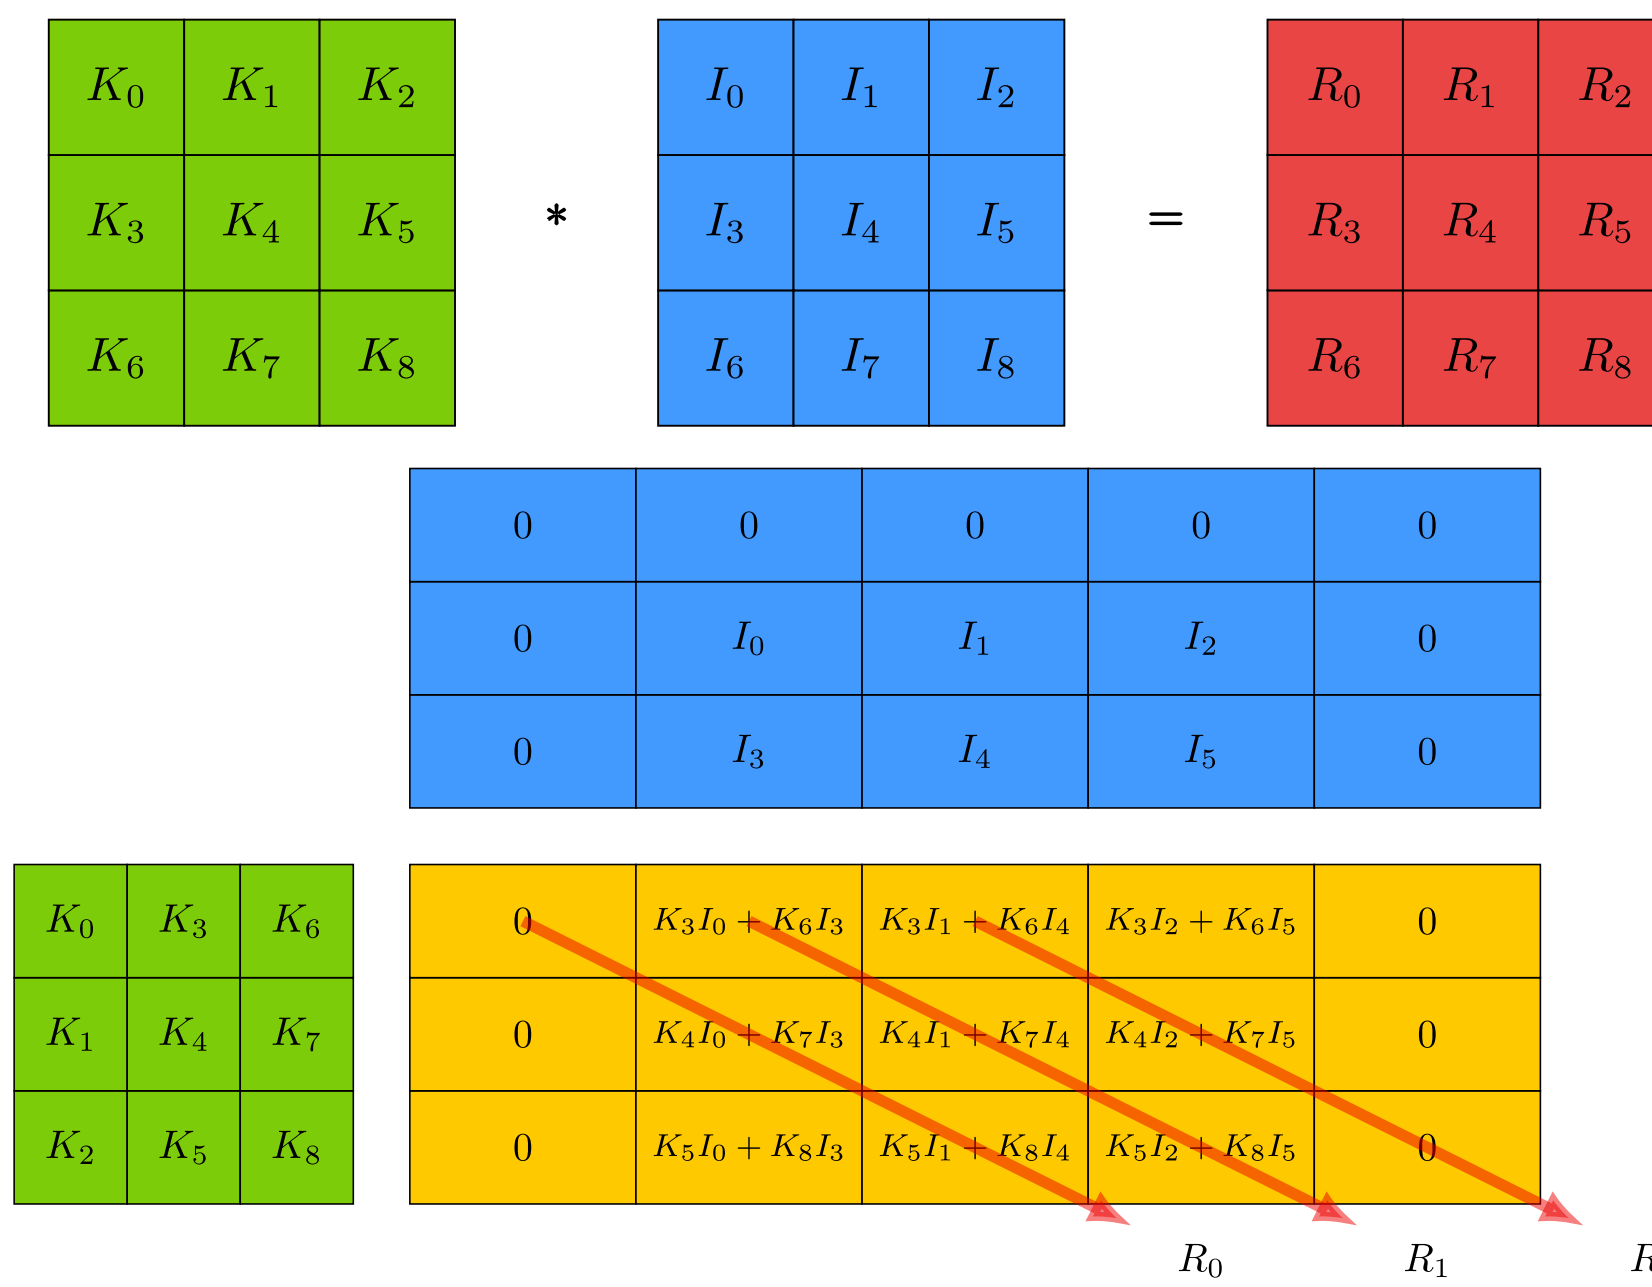 K₀ K₁ K₂ I₀ I₁ I₂ R₀ R₁ R₂
K₃ K₄ K₅ * I₃ I₄ I₅ = R₃ R₄ R₅
K₆ K₇ K₈ I₆ I₇ I₈ R₆ R₇ R₈
0 0 0 0 0
0 I₀ I₁ I₂ 0
0 I₃ I₄ I₅ 0
K₀ K₃ K₆ 0 K₃I₀ + K₆I₃ K₃I₁ + K₆I₄ K₃I₂ + K₆I₅ 0
K₁ K₄ K₇ 0 K₄I₀ + K₇I₃ K₄I₁ + K₇I₄ K₄I₂ + K₇I₅ 0
K₂ K₅ K₈ 0 K₅I₀ + K₈I₃ K₅I₁ + K₈I₄ K₅I₂ + K₈I₅ 0
R₀ R₁